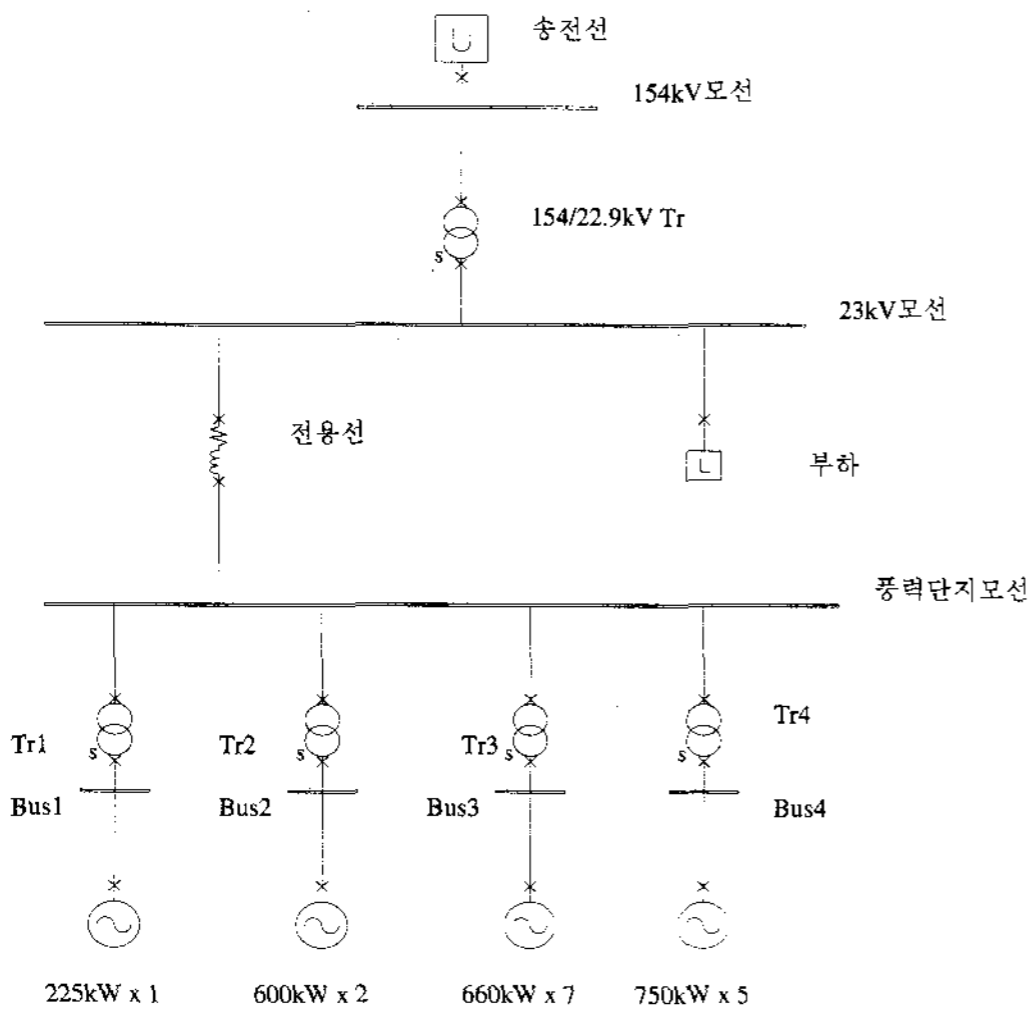 U
송전선
154kV모선
154/22.9kV Tr
s
23kV모선
전용선
L
부하
풍력단지모선
Tr1
s
Tr2
s
Tr3
s
Tr4
s
Bus1
Bus2
Bus3
Bus4
225kW x 1
600kW x 2
660kW x 7
750kW x 5